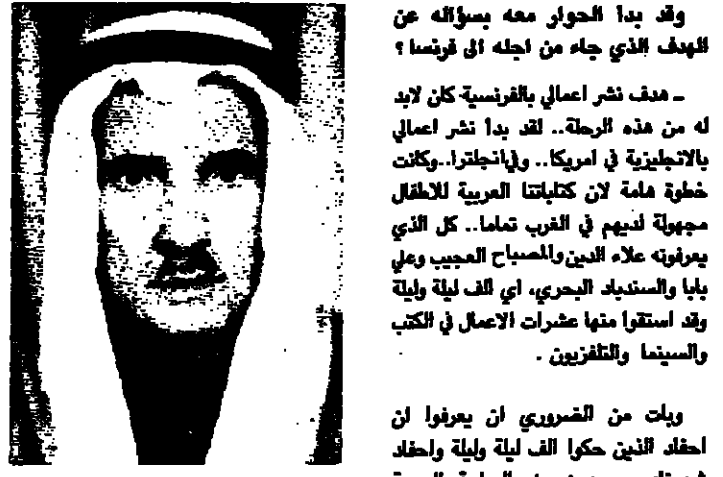 وقد بدأ الحوار معه بسؤاله عن
الهدف الذي جاء من اجله الى فرنسا ؟
ـ هدف نشر اعمالي بالفرنسية كان لابد
له من هذه الرحلة.. لقد بدأ نشر اعمالي
بالانجليزية في امريكا.. وفي انجلترا.. وكانت
خطوة هامة لان كتاباتنا العربية للاطفال
مجهولة لديهم في الغرب تماما.. كل الذي
يعرفونه علاء الدين والمصباح العجيب وعلي
بابا والسندباد البحري، اي الف ليلة وليلة
وقد استقوا منها عشرات الاعمال في الكتب
والسينما والتلفزيون .
وبات من الضروري ان يعرفوا ان
احفاد الذين حكوا الف ليلة وليلة واحفاد